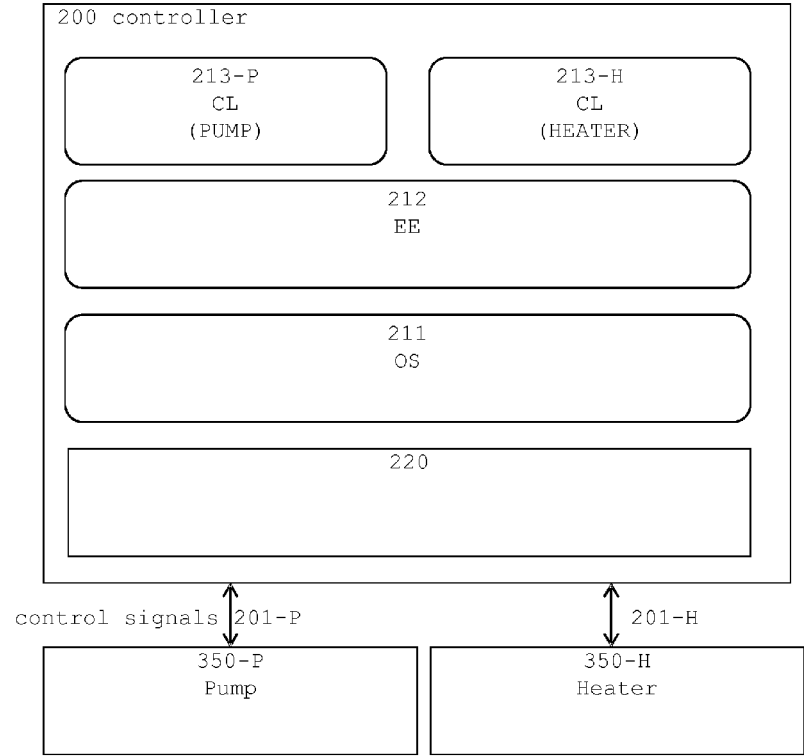 200 controller
213-P
CL
(PUMP)
213-H
CL
(HEATER)
212
EE
211
OS
220
control signals 201-P
201-H
350-P
Pump
350-H
Heater